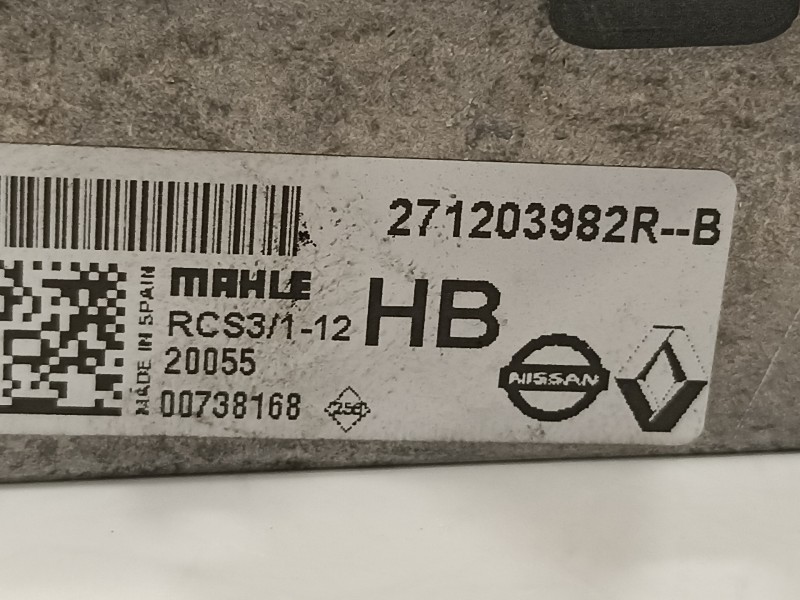 271203982R--B
MADE IN SPAIN
MAHLE
RCS3/1-12
HB
20055
00738168
NISSAN